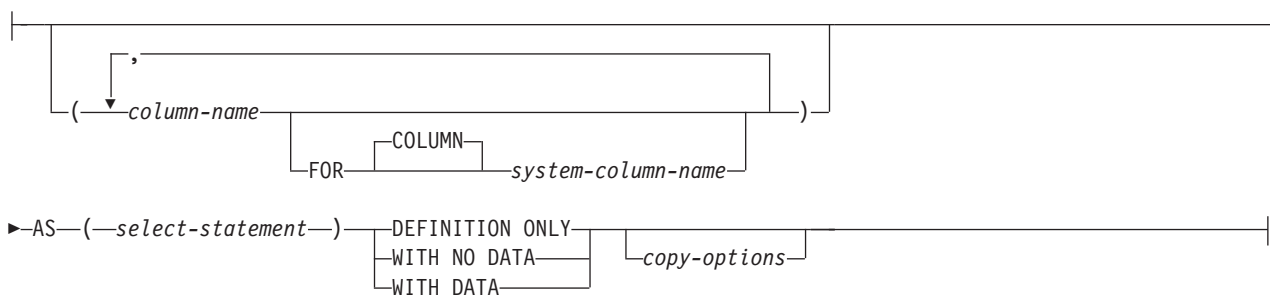 ,
( column-name )
COLUMN
FOR system-column-name
AS ( select-statement ) DEFINITION ONLY
WITH NO DATA copy-options
WITH DATA